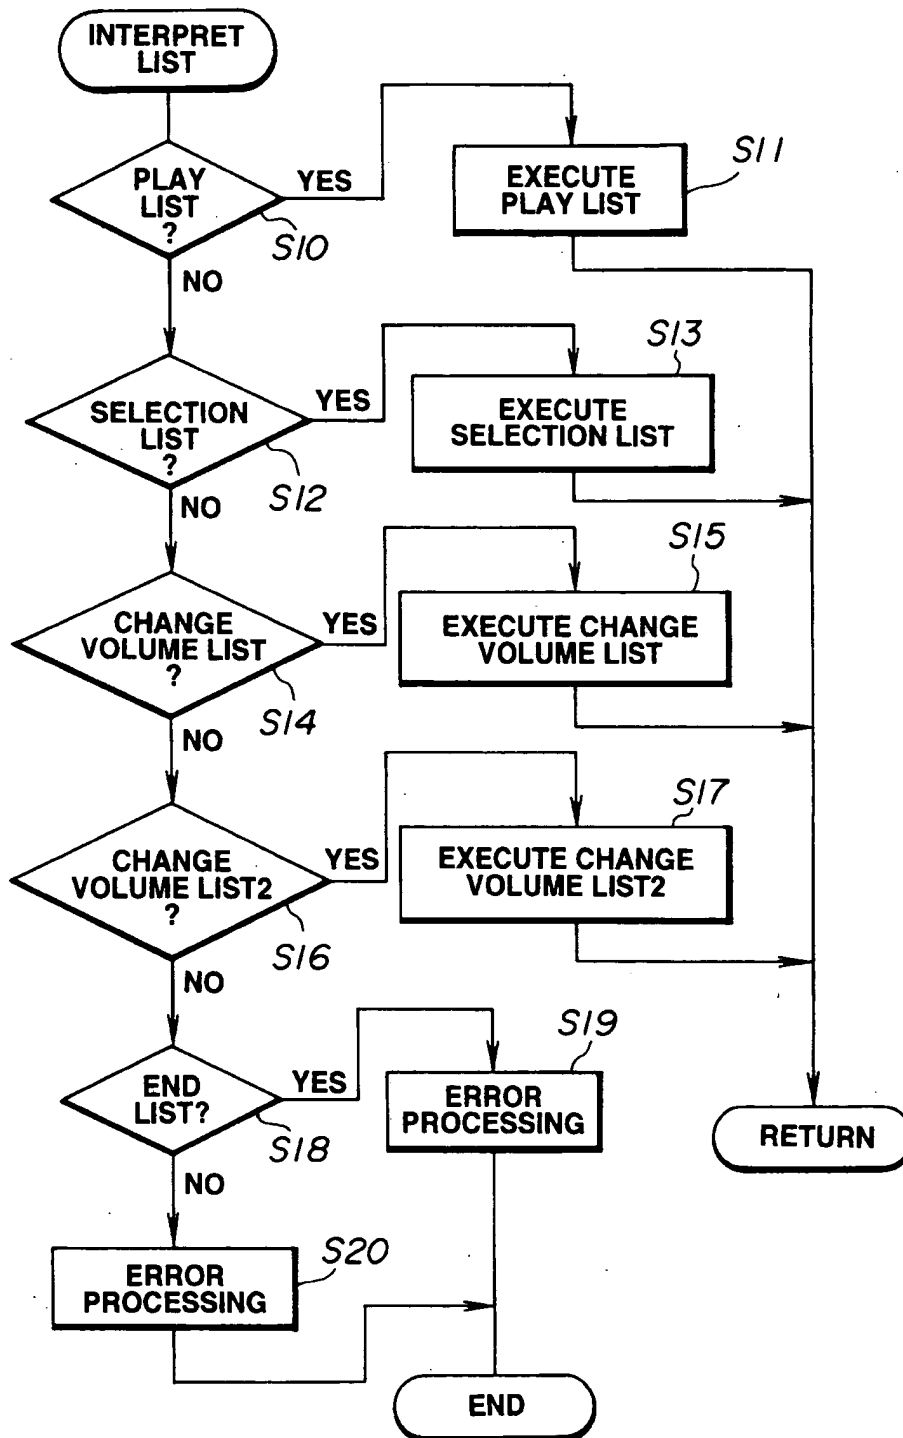 INTERPRET
LIST
PLAY
LIST
?
YES
S10
NO
EXECUTE
PLAY LIST
S11
SELECTION
LIST
?
YES
S12
NO
EXECUTE
SELECTION LIST
S13
CHANGE
VOLUME LIST
?
YES
S14
NO
EXECUTE CHANGE
VOLUME LIST
S15
CHANGE
VOLUME LIST2
?
YES
S16
NO
EXECUTE CHANGE
VOLUME LIST2
S17
END
LIST?
YES
S18
NO
ERROR
PROCESSING
S19
RETURN
ERROR
PROCESSING
S20
END